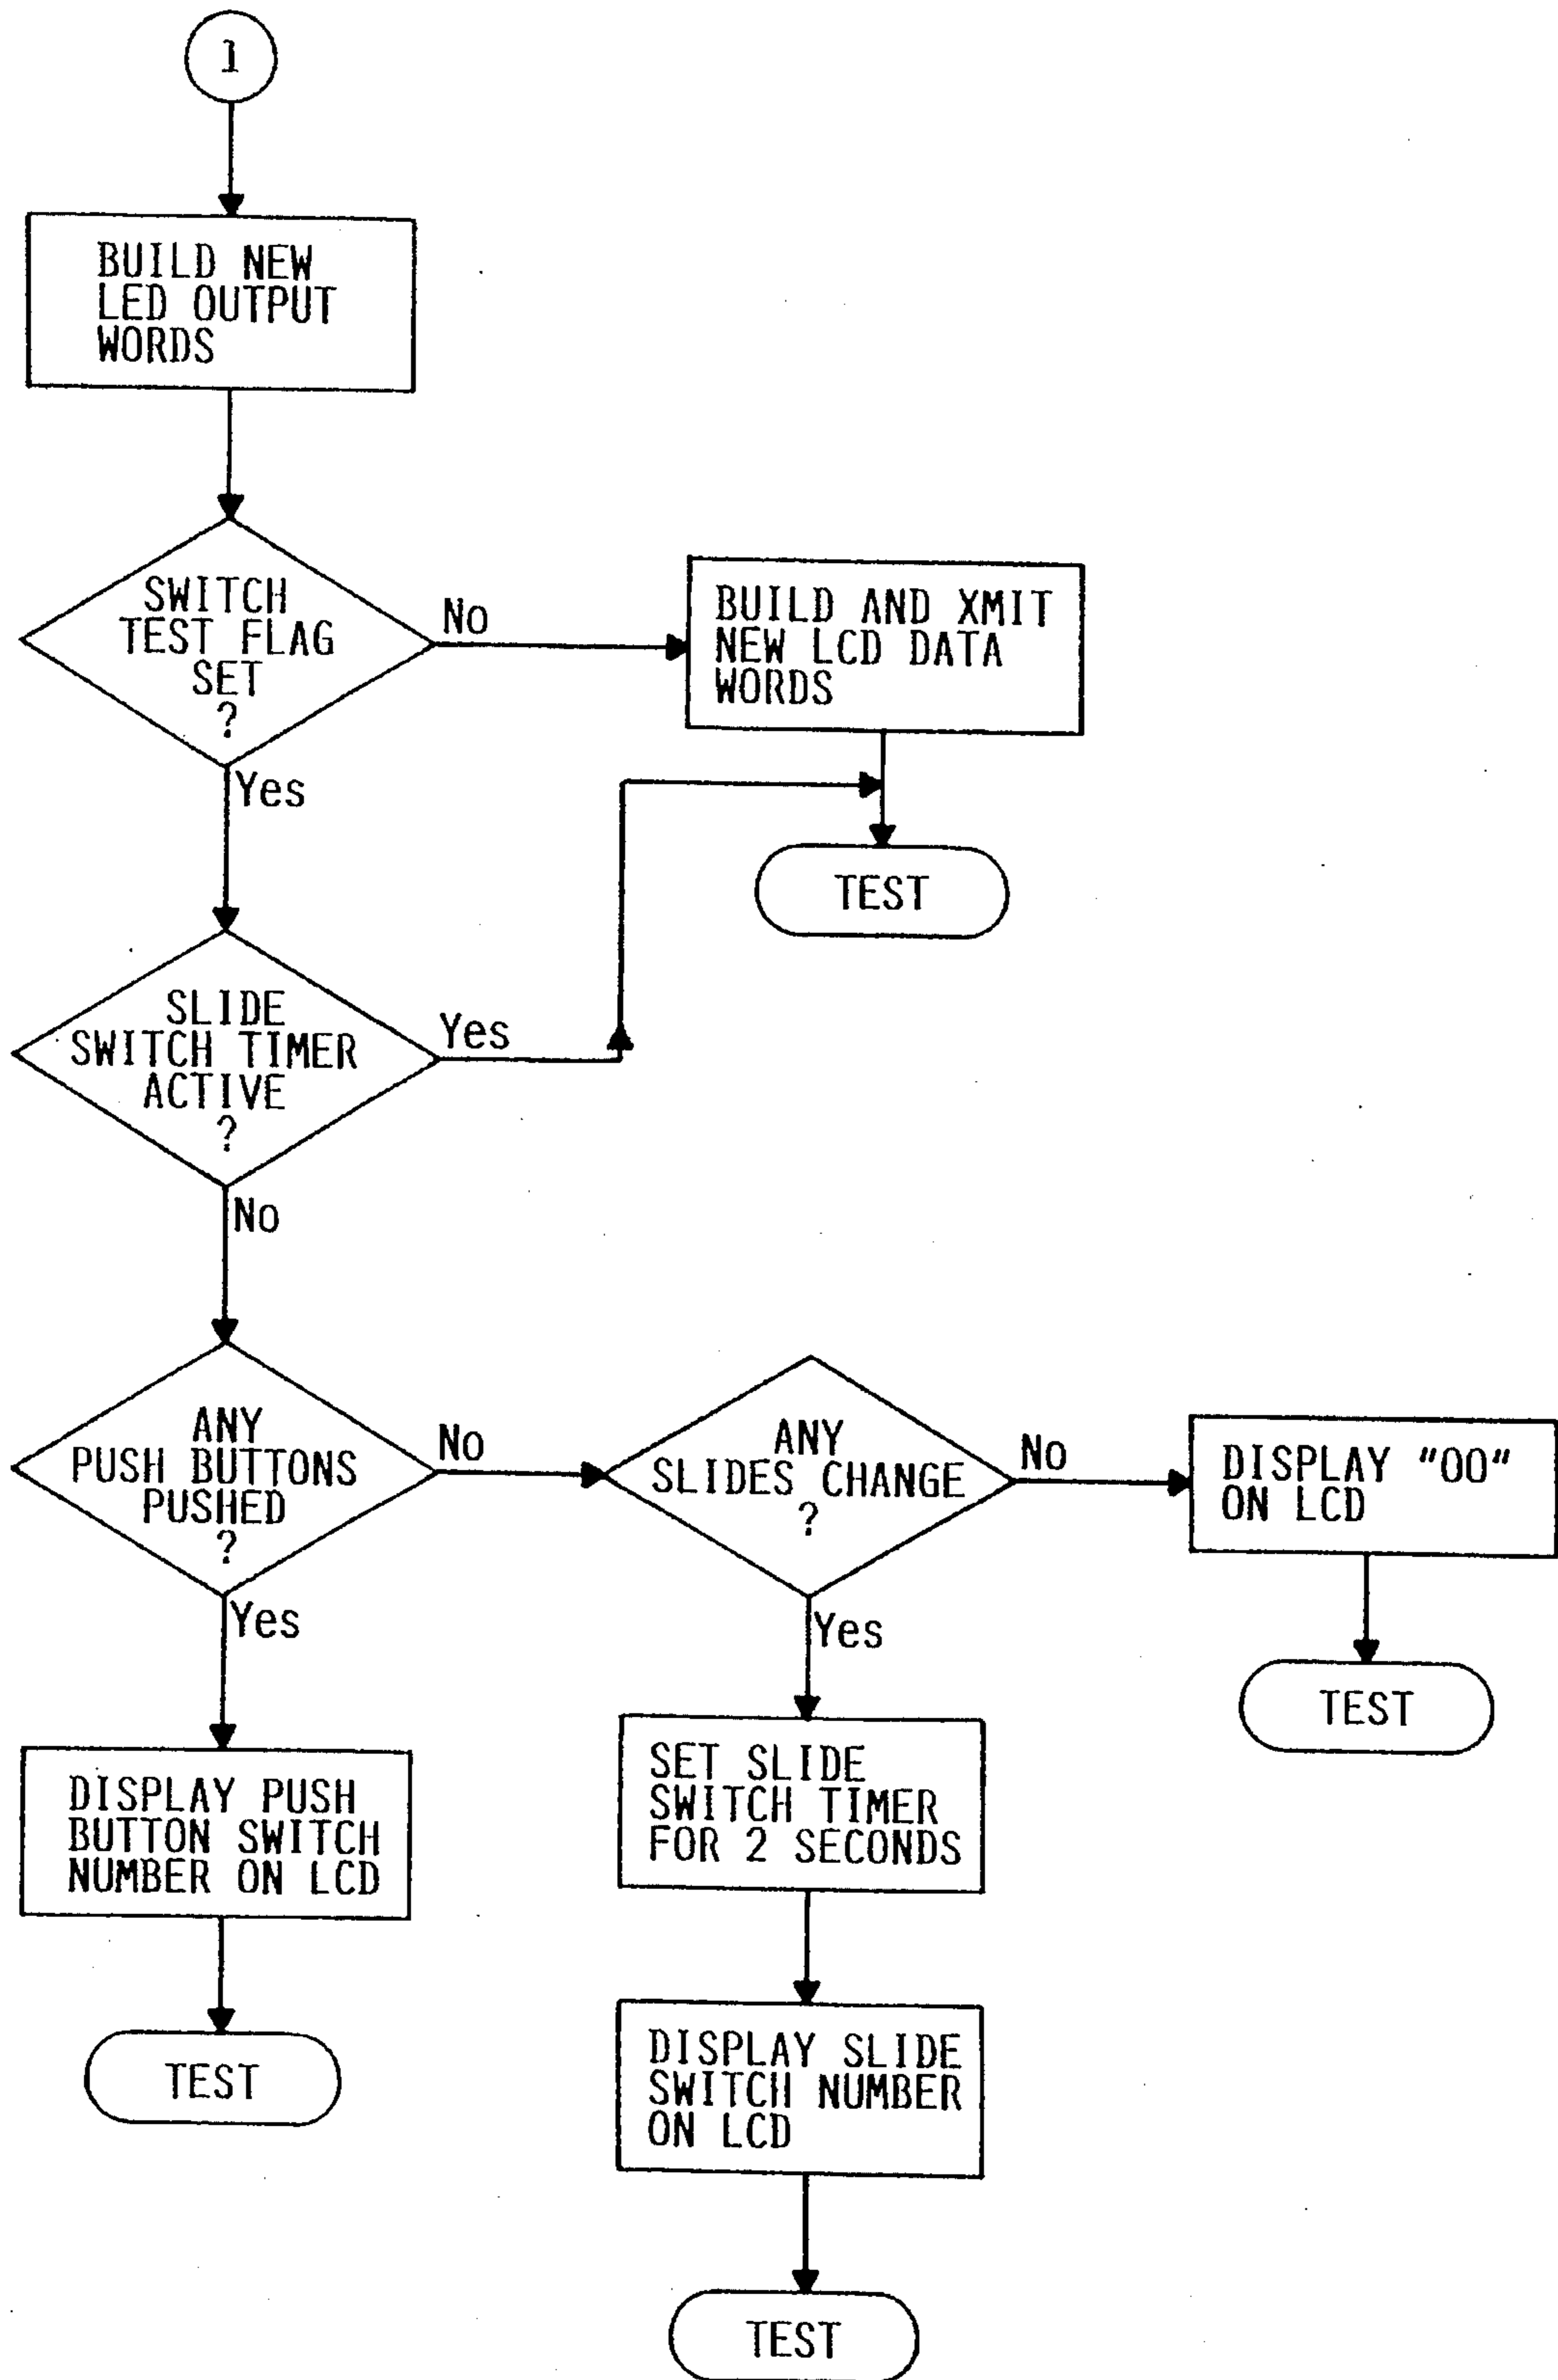 1
BUILD NEW
LED OUTPUT
WORDS
SWITCH
TEST FLAG
SET
?
No
BUILD AND XMIT
NEW LCD DATA
WORDS
Yes
TEST
SLIDE
SWITCH TIMER
ACTIVE
?
Yes
No
ANY
PUSH BUTTONS
PUSHED
?
No
ANY
SLIDES CHANGE
?
No
DISPLAY "00"
ON LCD
Yes
Yes
TEST
DISPLAY PUSH
BUTTON SWITCH
NUMBER ON LCD
SET SLIDE
SWITCH TIMER
FOR 2 SECONDS
TEST
DISPLAY SLIDE
SWITCH NUMBER
ON LCD
TEST